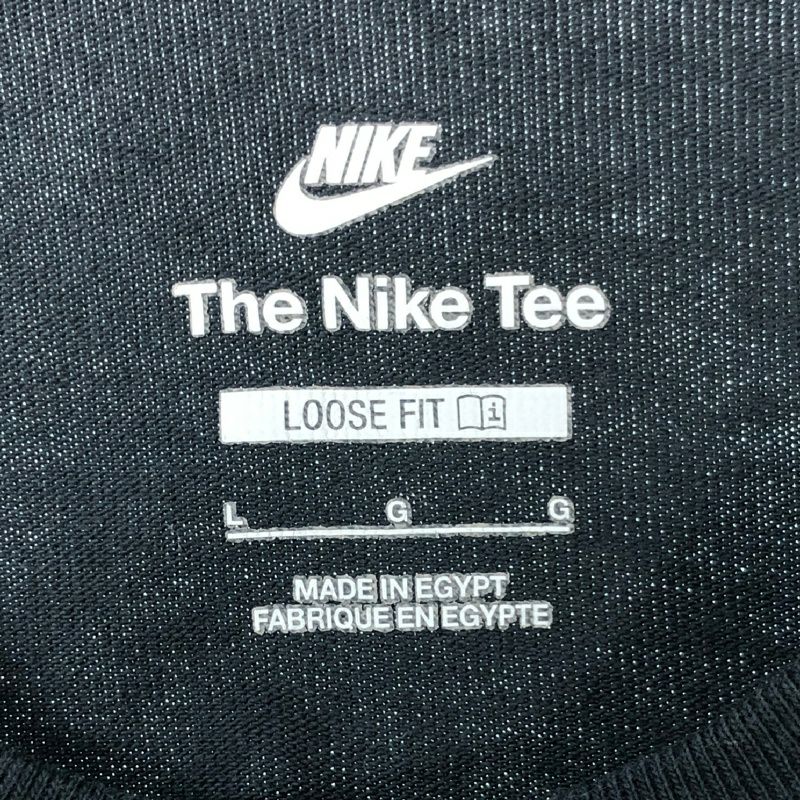 NIKE
The Nike Tee
LOOSE FIT i
L G G
MADE IN EGYPT
FABRIQUE EN EGYPTE